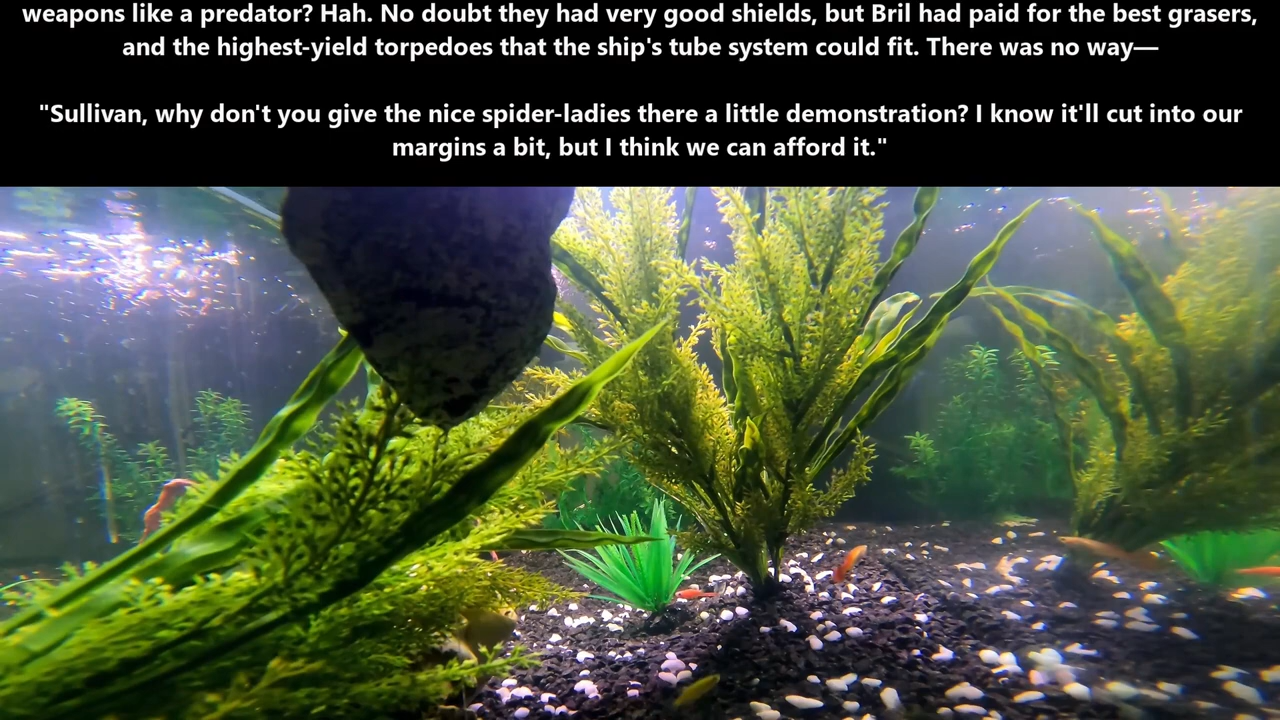 weapons like a predator? Hah. No doubt they had very good shields, but Bril had paid for the best grasers,
and the highest-yield torpedoes that the ship's tube system could fit. There was no way—
"Sullivan, why don't you give the nice spider-ladies there a little demonstration? I know it'll cut into our
margins a bit, but I think we can afford it."